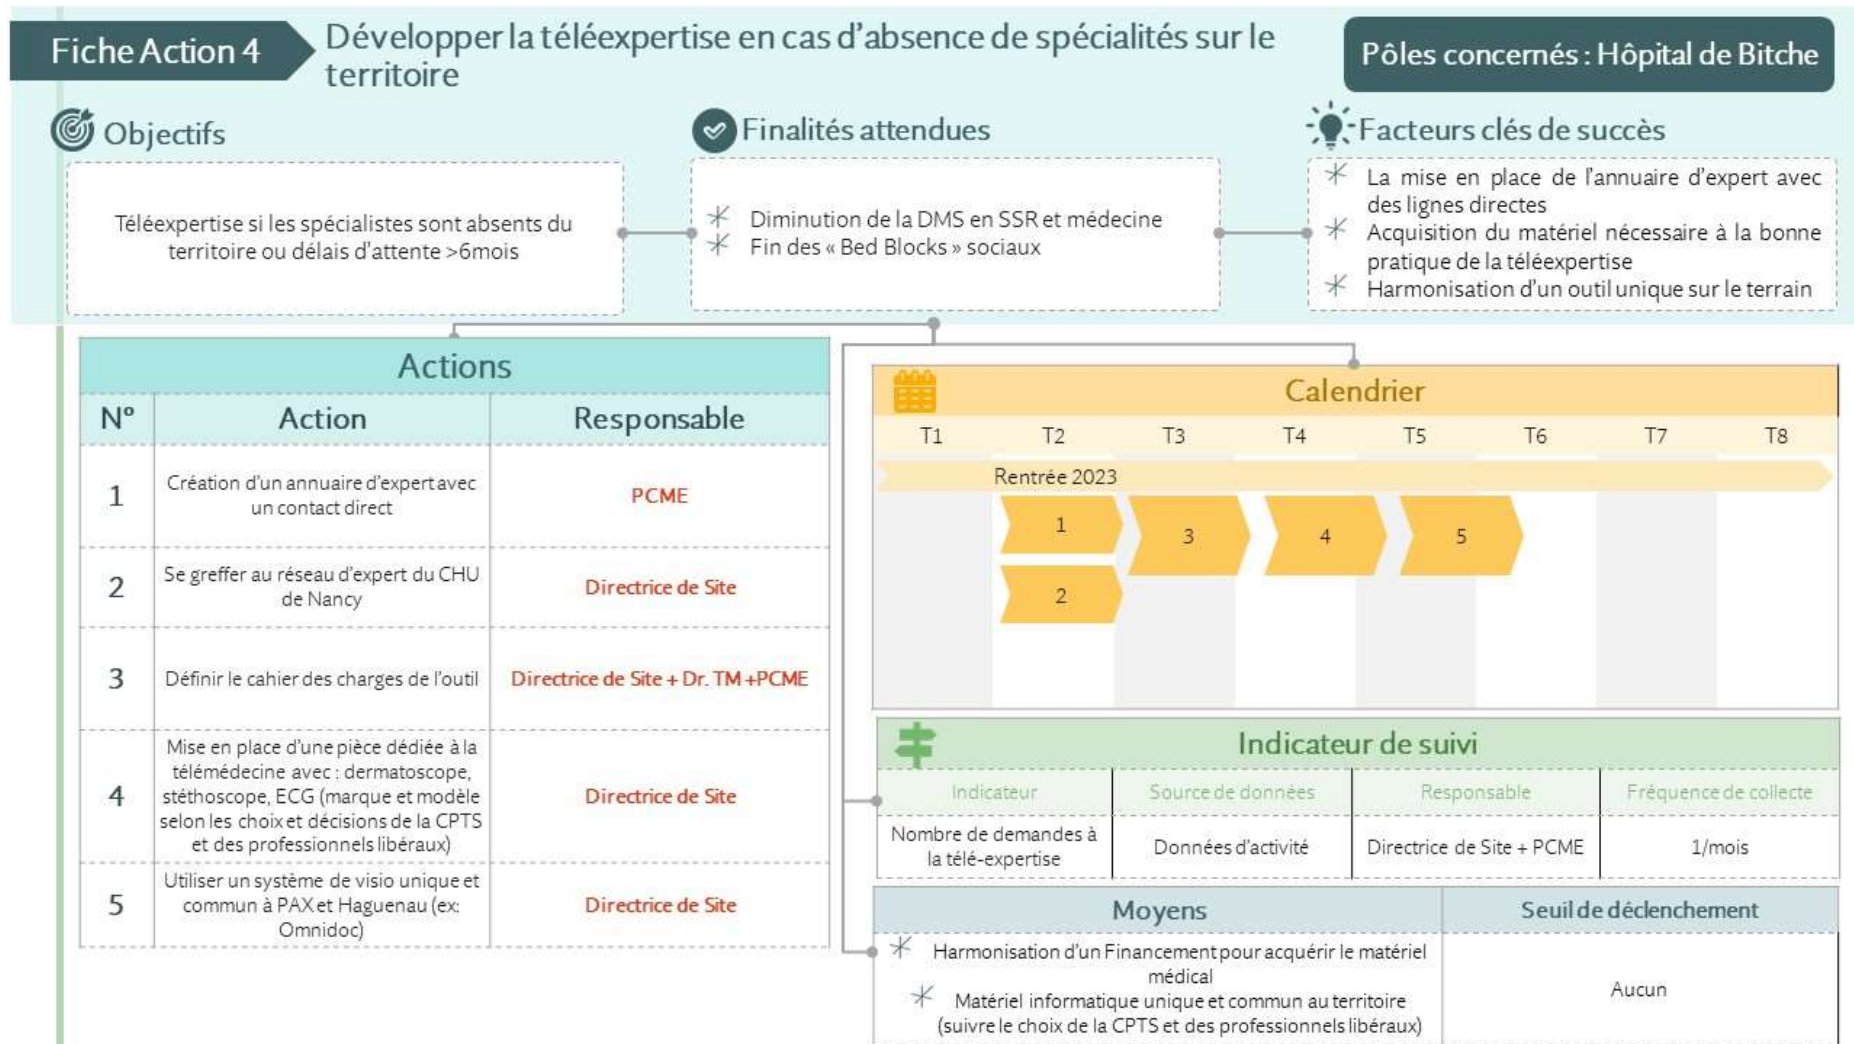 Fiche Action 4
Développer la téléexpertise en cas d'absence de spécialités sur le
territoire
Pôles concernés : Hôpital de Bitche
Objectifs
Téléexpertise si les spécialistes sont absents du
territoire ou délais d'attente >6mois
Finalités attendues
Diminution de la DMS en SSR et médecine
Fin des « Bed Blocks » sociaux
Facteurs clés de succès
La mise en place de l'annuaire d'expert avec
des lignes directes
Acquisition du matériel nécessaire à la bonne
pratique de la téléexpertise
Harmonisation d'un outil unique sur le terrain
Actions
N° Action Responsable
1
Création d'un annuaire d'expert avec
un contact direct
PCME
2
Se greffer au réseau d'expert du CHU
de Nancy
Directrice de Site
3
Définir le cahier des charges de l'outil
Directrice de Site + Dr. TM +PCME
4
Mise en place d'une pièce dédiée à la
télémédecine avec : dermatoscope,
stéthoscope, ECG (marque et modèle
selon les choix et décisions de la CPTS
et des professionnels libéraux)
Directrice de Site
5
Utiliser un système de visio unique et
commun à PAX et Haguenau (ex:
Omnidoc)
Directrice de Site
Calendrier
T1 T2 T3 T4 T5 T6 T7 T8
Rentrée 2023
1
3
4
5
2
Indicateur de suivi
Indicateur Source de données Responsable Fréquence de collecte
Nombre de demandes à
la télé-expertise
Données d'activité
Directrice de Site + PCME
1/mois
Moyens
Harmonisation d'un Financement pour acquérir le matériel
médical
Matériel informatique unique et commun au territoire
(suivre le choix de la CPTS et des professionnels libéraux)
Seuil de déclenchement
Aucun